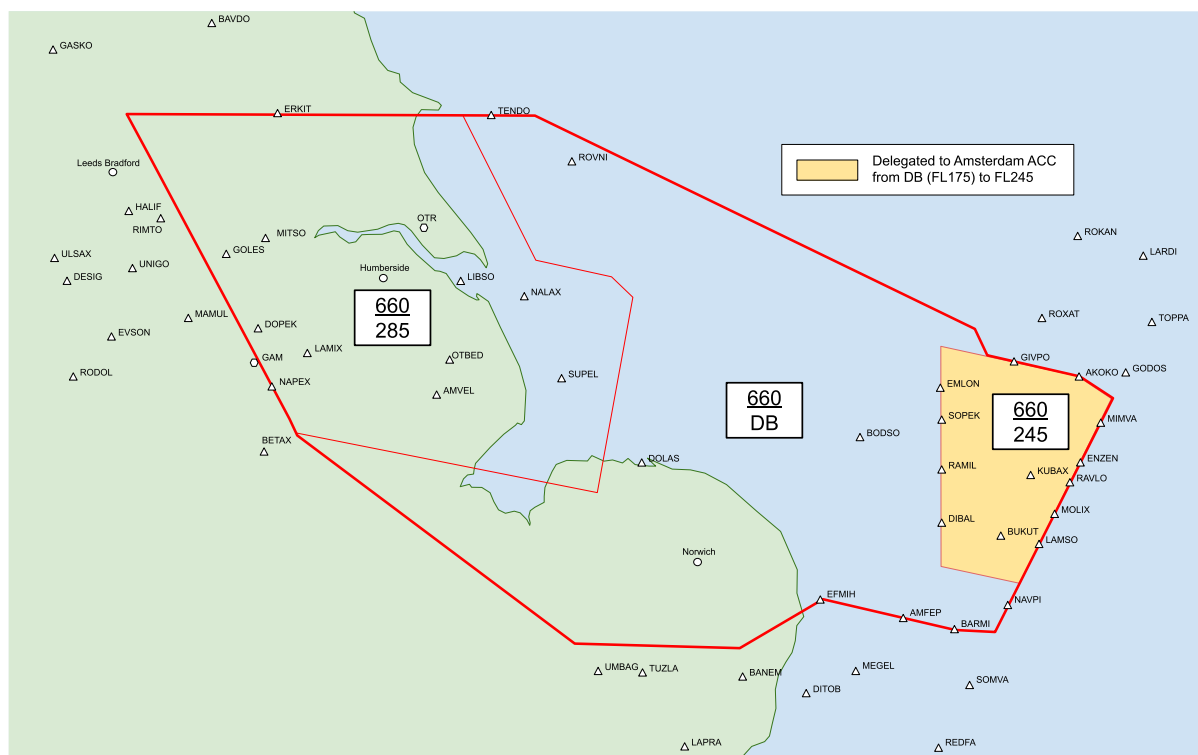 BAVDO
GASKO
ERKIT
TENDO
ROVNI
Delegated to Amsterdam ACC
from DB (FL175) to FL245
Leeds Bradford
HALIF
RIMTO
OTR
MITSO
GOLES
ROKAN
LARDI
ULSAX
UNIGO
DESIG
Humberside
LIBSO
NALAX
MAMUL
660
285
DOPEK
EVSON
ROXAT
TOPPA
GAM
LAMIX
OTBED
GIVPO
RODOL
NAPEX
AMVEL
SUPEL
AKOKO
GODOS
EMLON
660
DB
SOPEK
660
245
MIMVA
BODSO
BETAX
DOLAS
RAMIL
KUBAX
ENZEN
RAVLO
MOLIX
DIBAL
BUKUT
LAMSO
Norwich
EFMIH
NAVPI
AMFEP
BARMI
UMBAG
TUZLA
BANEM
MEGEL
DITOB
SOMVA
LAPRA
REDFA